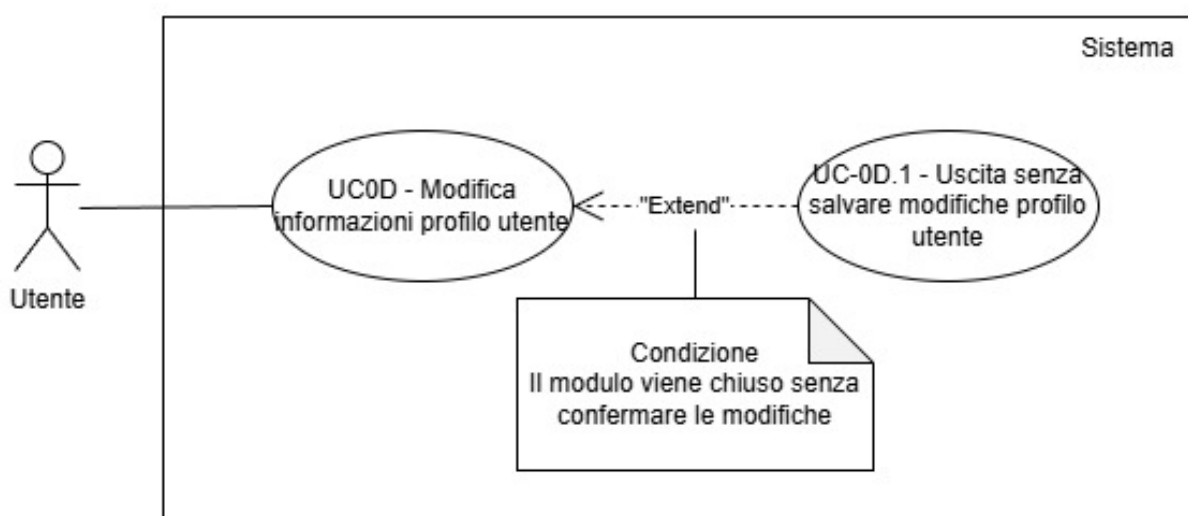 Sistema
UC0D - Modifica
informazioni profilo utente
"Extend"
UC-0D.1 - Uscita senza
salvare modifiche profilo
utente
Utente
Condizione
Il modulo viene chiuso senza
confermare le modifiche